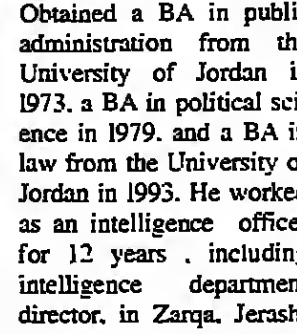 Obtained a BA in publi
administration from th
University of Jordan i
1973. a BA in political sci
ence in 1979. and a BA i
law from the University o
Jordan in 1993. He worke
as an intelligence office
for 12 years . includin
intelligence departmen
director. in Zarqa. Jerash